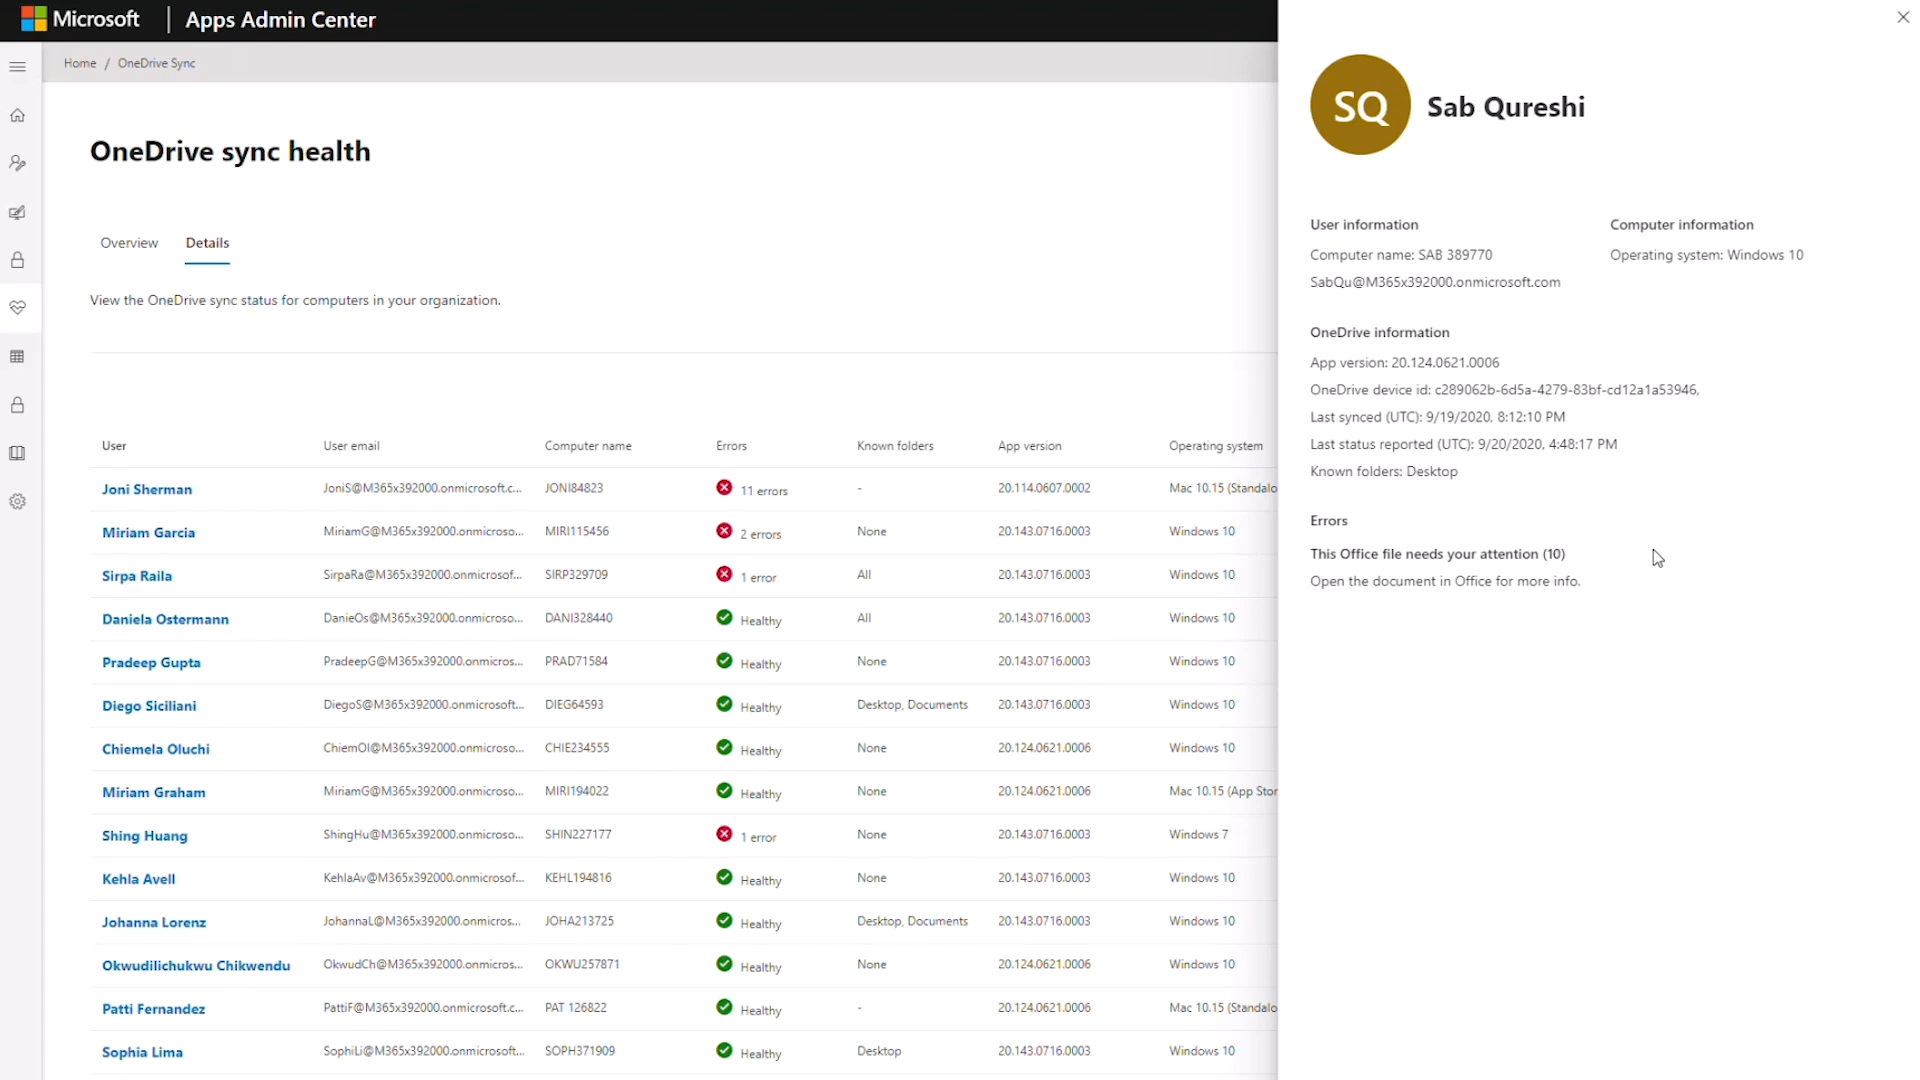 Microsoft | Apps Admin Center
Home / OneDrive Sync
OneDrive sync health
Overview Details
View the OneDrive sync status for computers in your organization.
User User email Computer name Errors Known folders App version Operating system
Joni Sherman JoniS@M365x392000.onmicrosoft.c... JONI84823 11 errors - 20.114.0607.0002 Mac 10.15 (Standalo
Miriam Garcia MiriamG@M365x392000.onmicroso... MIRI115456 2 errors None 20.143.0716.0003 Windows 10
Sirpa Raila SirpaRa@M365x392000.onmicrosof... SIRP329709 1 error All 20.143.0716.0003 Windows 10
Daniela Ostermann DanieOs@M365x392000.onmicroso... DANI328440 Healthy All 20.143.0716.0003 Windows 10
Pradeep Gupta PradeepG@M365x392000.onmicros... PRAD71584 Healthy None 20.143.0716.0003 Windows 10
Diego Siciliani DiegoS@M365x392000.onmicrosoft... DIEG64593 Healthy Desktop, Documents 20.143.0716.0003 Windows 10
Chiemela Oluchi ChiemOl@M365x392000.onmicroso... CHIE234555 Healthy None 20.124.0621.0006 Windows 10
Miriam Graham MiriamG@M365x392000.onmicroso... MIRI194022 Healthy None 20.124.0621.0006 Mac 10.15 (App Stor
Shing Huang ShingHu@M365x392000.onmicroso... SHIN227177 1 error None 20.143.0716.0003 Windows 7
Kehla Avell KehlaAv@M365x392000.onmicrosof... KEHL194816 Healthy None 20.143.0716.0003 Windows 10
Johanna Lorenz JohannaL@M365x392000.onmicros... JOHA213725 Healthy Desktop, Documents 20.143.0716.0003 Windows 10
Okwudilichukwu Chikwendu OkwudCh@M365x392000.onmicros... OKWU257871 Healthy None 20.124.0621.0006 Windows 10
Patti Fernandez PattiF@M365x392000.onmicrosoft.c... PAT 126822 Healthy - 20.124.0621.0006 Mac 10.15 (Standalo
Sophia Lima SophiLi@M365x392000.onmicrosoft... SOPH371909 Healthy Desktop 20.143.0716.0003 Windows 10
SQ Sab Qureshi
User information Computer information
Computer name: SAB 389770 Operating system: Windows 10
SabQu@M365x392000.onmicrosoft.com
OneDrive information
App version: 20.124.0621.0006
OneDrive device id: c289062b-6d5a-4279-83bf-cd12a1a53946,
Last synced (UTC): 9/19/2020, 8:12:10 PM
Last status reported (UTC): 9/20/2020, 4:48:17 PM
Known folders: Desktop
Errors
This Office file needs your attention (10)
Open the document in Office for more info.